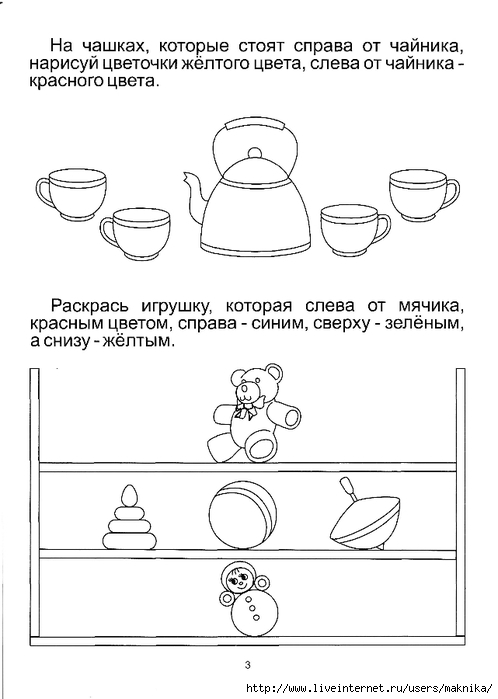 На чашках, которые стоят справа от чайника,
нарисуй цветочки жёлтого цвета, слева от чайника -
красного цвета.
Раскрась игрушку, которая слева от мячика,
красным цветом, справа - синим, сверху - зелёным,
а снизу - жёлтым.
3
http://www.liveinternet.ru/users/maknika/